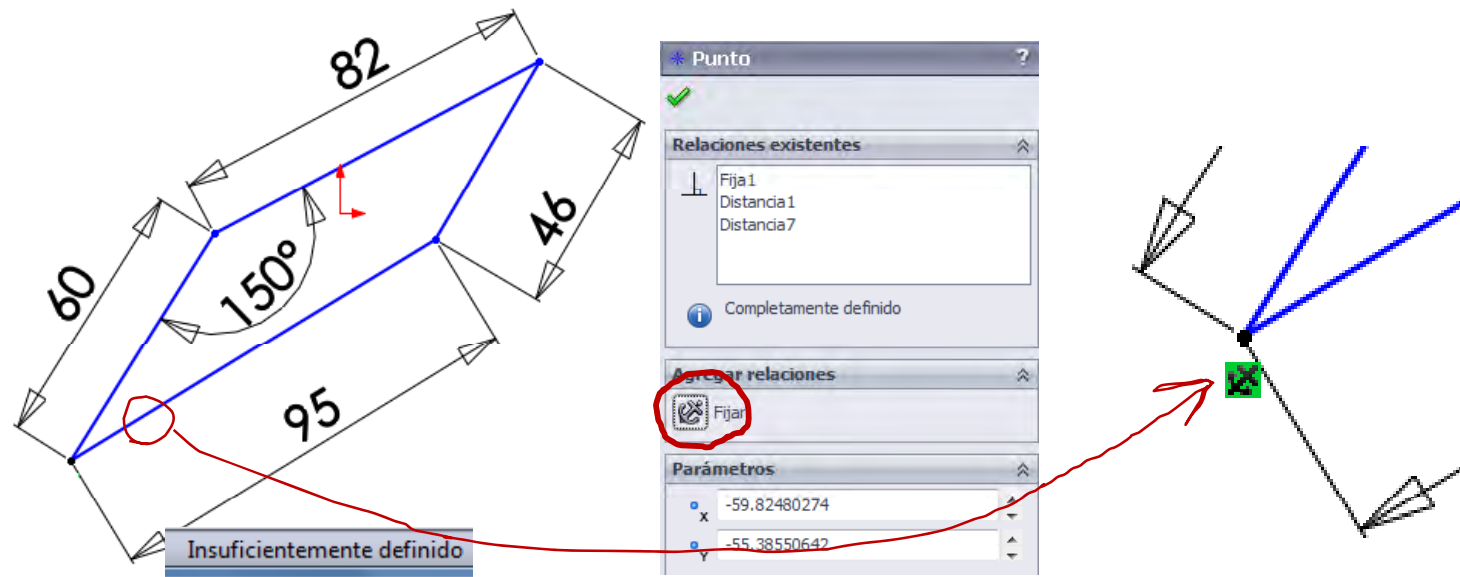 82
46
60
150°
95
Insuficientemente definido
Punto
?
Relaciones existentes
Fija1
Distancia1
Distancia7
Completamente definido
Agregar relaciones
Fijar
Parámetros
X -59.82480274
Y -55.38550642